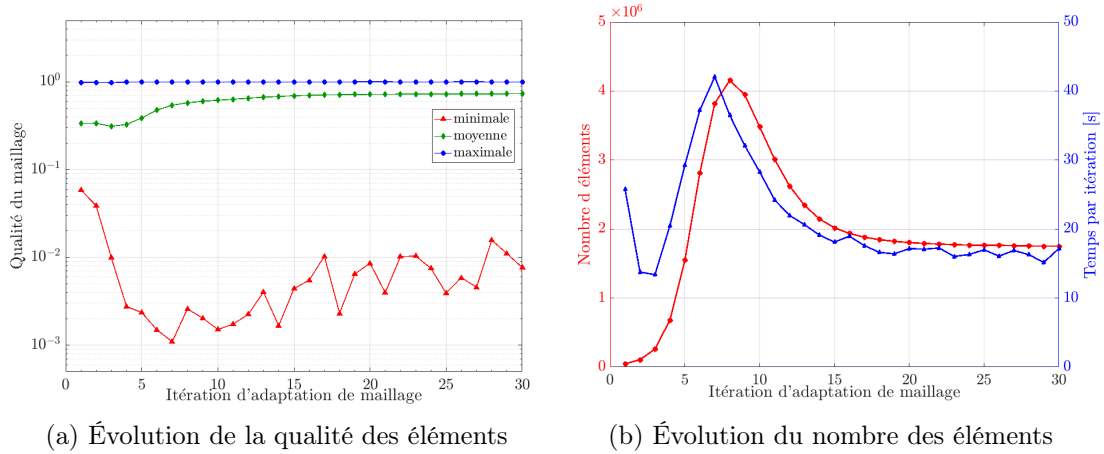 Qualité du maillage
10^0
10^-1
10^-2
10^-3
minimale
moyenne
maximale
0 5 10 15 20 25 30
Itération d'adaptation de maillage
(a) Évolution de la qualité des éléments
×10^6
Nombre d éléments
5
4
3
2
1
0
Temps par itération [s]
50
40
30
20
10
0
0 5 10 15 20 25 30
Itération d'adaptation de maillage
(b) Évolution du nombre des éléments